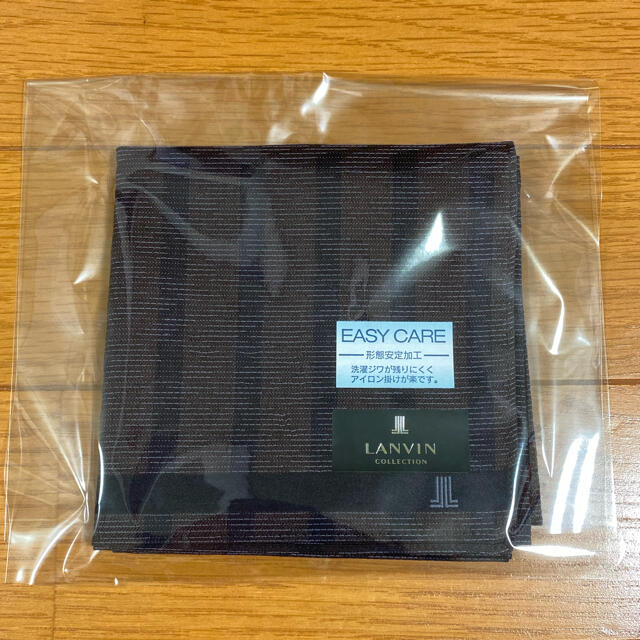 EASY CARE
形態安定加工
洗濯ジワが残りにくく
アイロン掛けが楽です。
LANVIN
COLLECTION